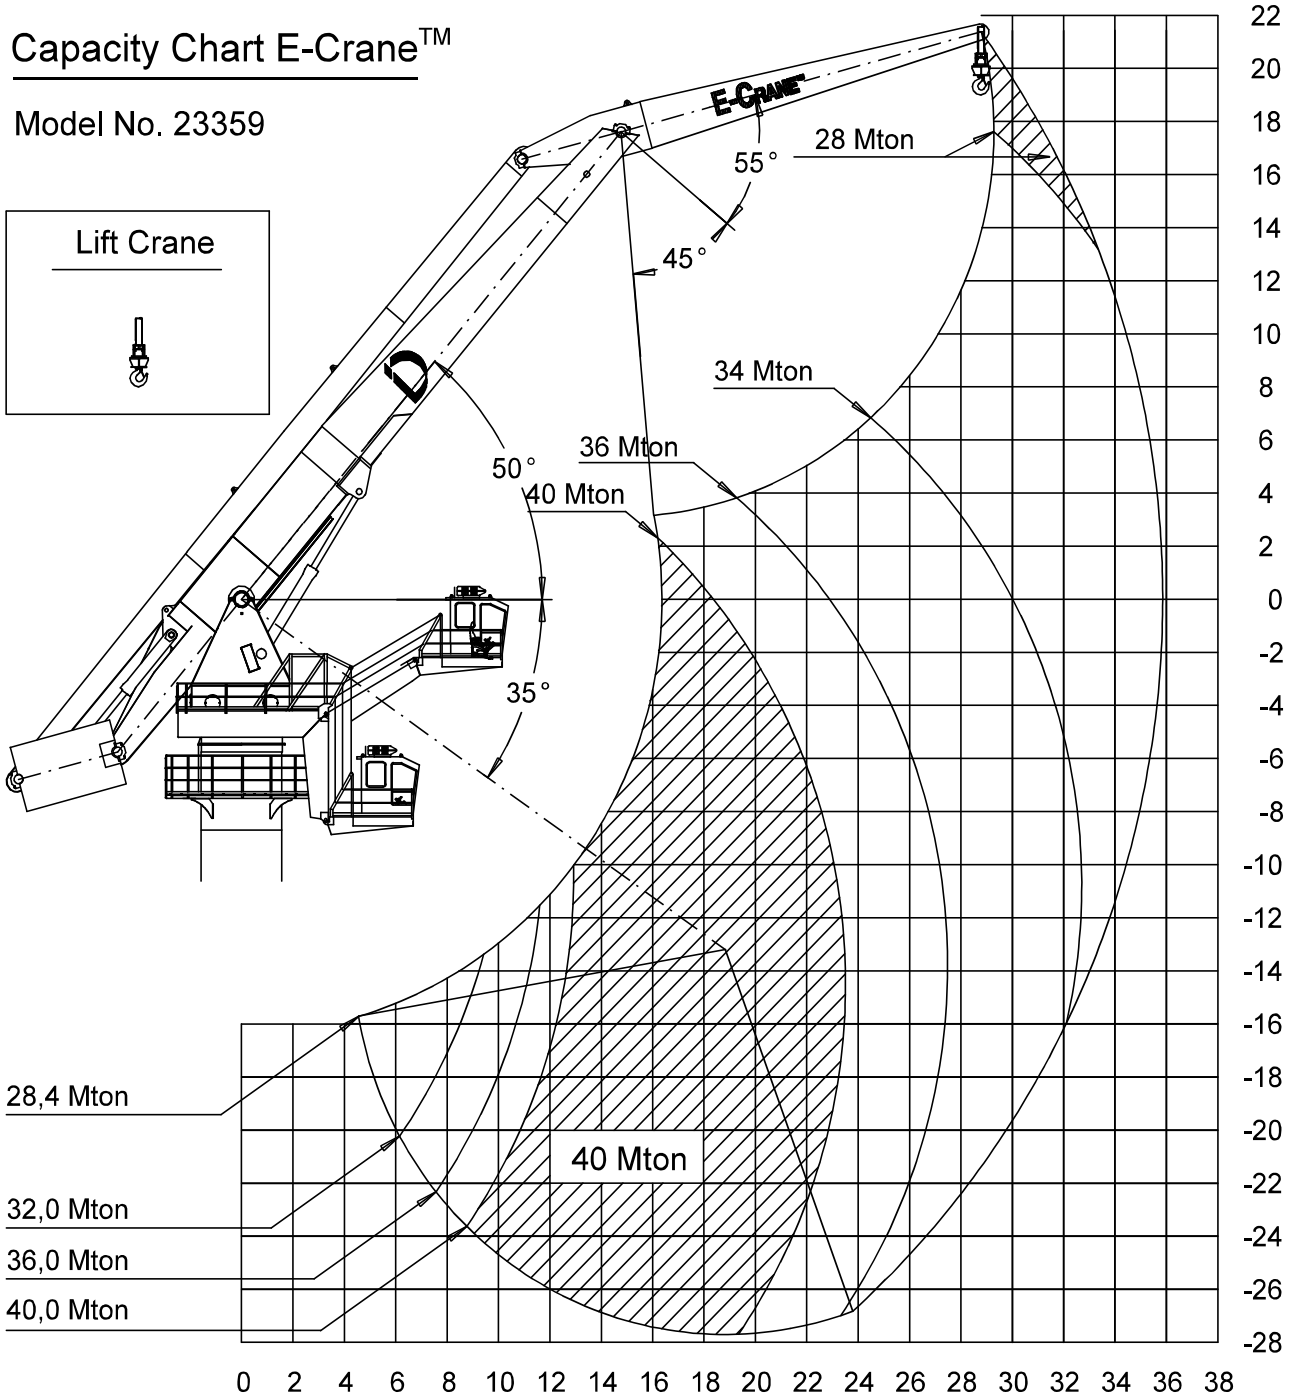 Capacity Chart E-Crane™
Model No. 23359
Lift Crane
E-CRANE™
55°
28 Mton
45°
34 Mton
36 Mton
50°
40 Mton
35°
28,4 Mton
40 Mton
32,0 Mton
36,0 Mton
40,0 Mton
22
20
18
16
14
12
10
8
6
4
2
0
-2
-4
-6
-8
-10
-12
-14
-16
-18
-20
-22
-24
-26
-28
0 2 4 6 8 10 12 14 16 18 20 22 24 26 28 30 32 34 36 38